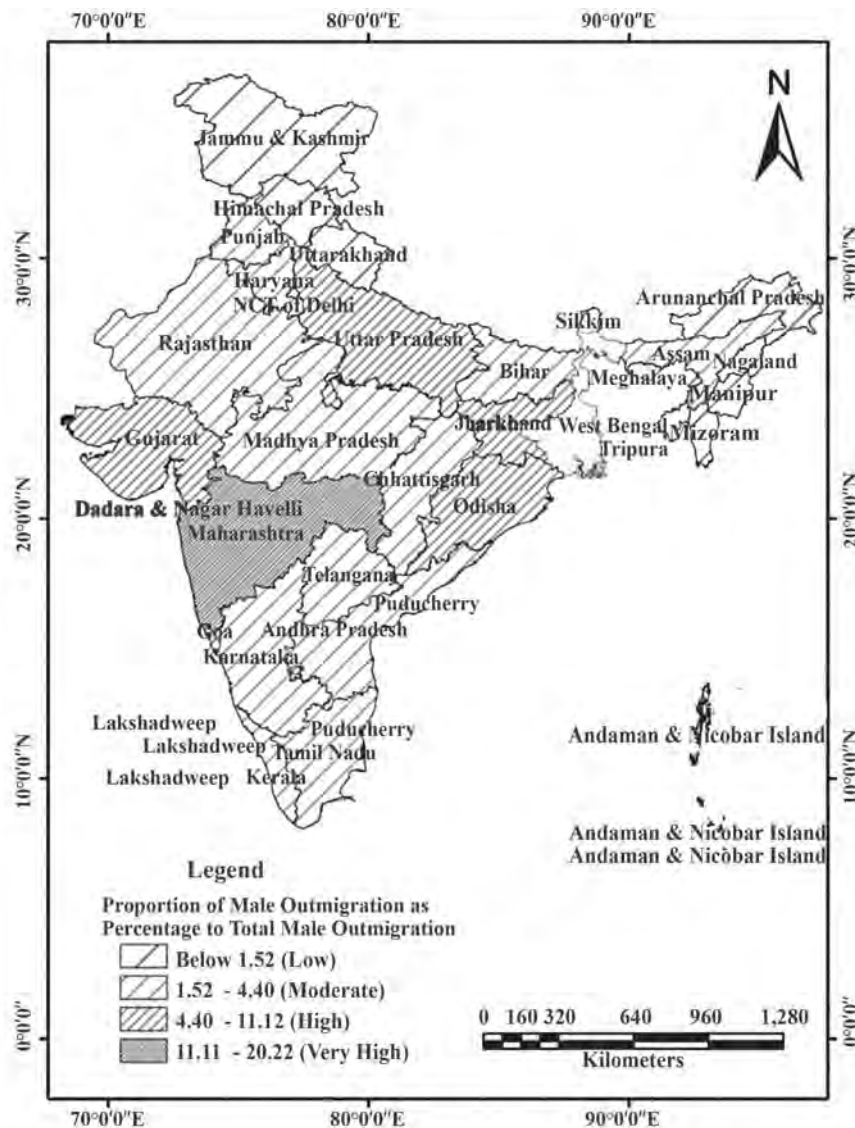 70°0'0"E 80°0'0"E 90°0'0"E
N
Jammu & Kashmir
Himachal Pradesh
Punjab
Uttarakhand
30°0'0"N 30°0'0"N
Haryana
Arunanchal Pradesh
NCT of Delhi
Sikkim
Uttar Pradesh
Rajasthan
Assam
Bihar
Nagaland
Meghalaya
Manipur
Jharkhand
West Bengal
Gujarat
Madhya Pradesh
Mizoram
Tripura
Chhattisgarh
Dadara & Nagar Havelli
Odisha
20°0'0"N 20°0'0"N
Maharashtra
Telangana
Puducherry
Goa
Andhra Pradesh
Karnataka
Lakshadweep
Puducherry
Andaman & Nicobar Island
Lakshadweep
Tamil Nadu
Lakshadweep
Kerala
10°0'0"N 10°0'0"N
Andaman & Nicobar Island
Andaman & Nicobar Island
Legend
Proportion of Male Outmigration as
Percentage to Total Male Outmigration
Below 1.52 (Low)
1.52 - 4.40 (Moderate)
4.40 - 11.12 (High)
11.11 - 20.22 (Very High)
0 160 320 640 960 1,280
Kilometers
0°0'0" 0°0'0"
70°0'0"E 80°0'0"E 90°0'0"E